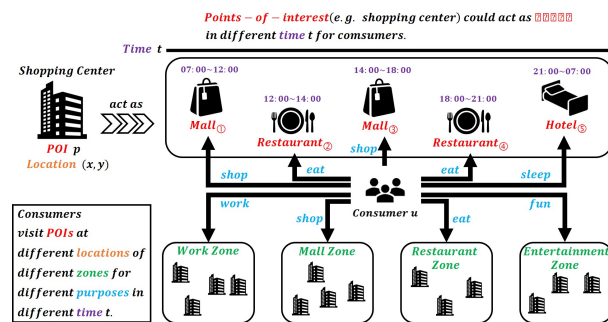 Points-of-interest(e.g. shopping center) could act as
in different time t for comsumers.
Time t
Shopping Center
act as
POI p
Location (x,y)
07:00~12:00
Mall①
12:00~14:00
Restaurant②
14:00~18:00
Mall③
18:00~21:00
Restaurant④
21:00~07:00
Hotel⑤
shop
eat
shop
eat
sleep
Consumer u
work
shop
eat
fun
Work Zone
Mall Zone
Restaurant
Zone
Entertainment
Zone
Consumers
visit POIs at
different locations of
different zones for
different purposes in
different time t.